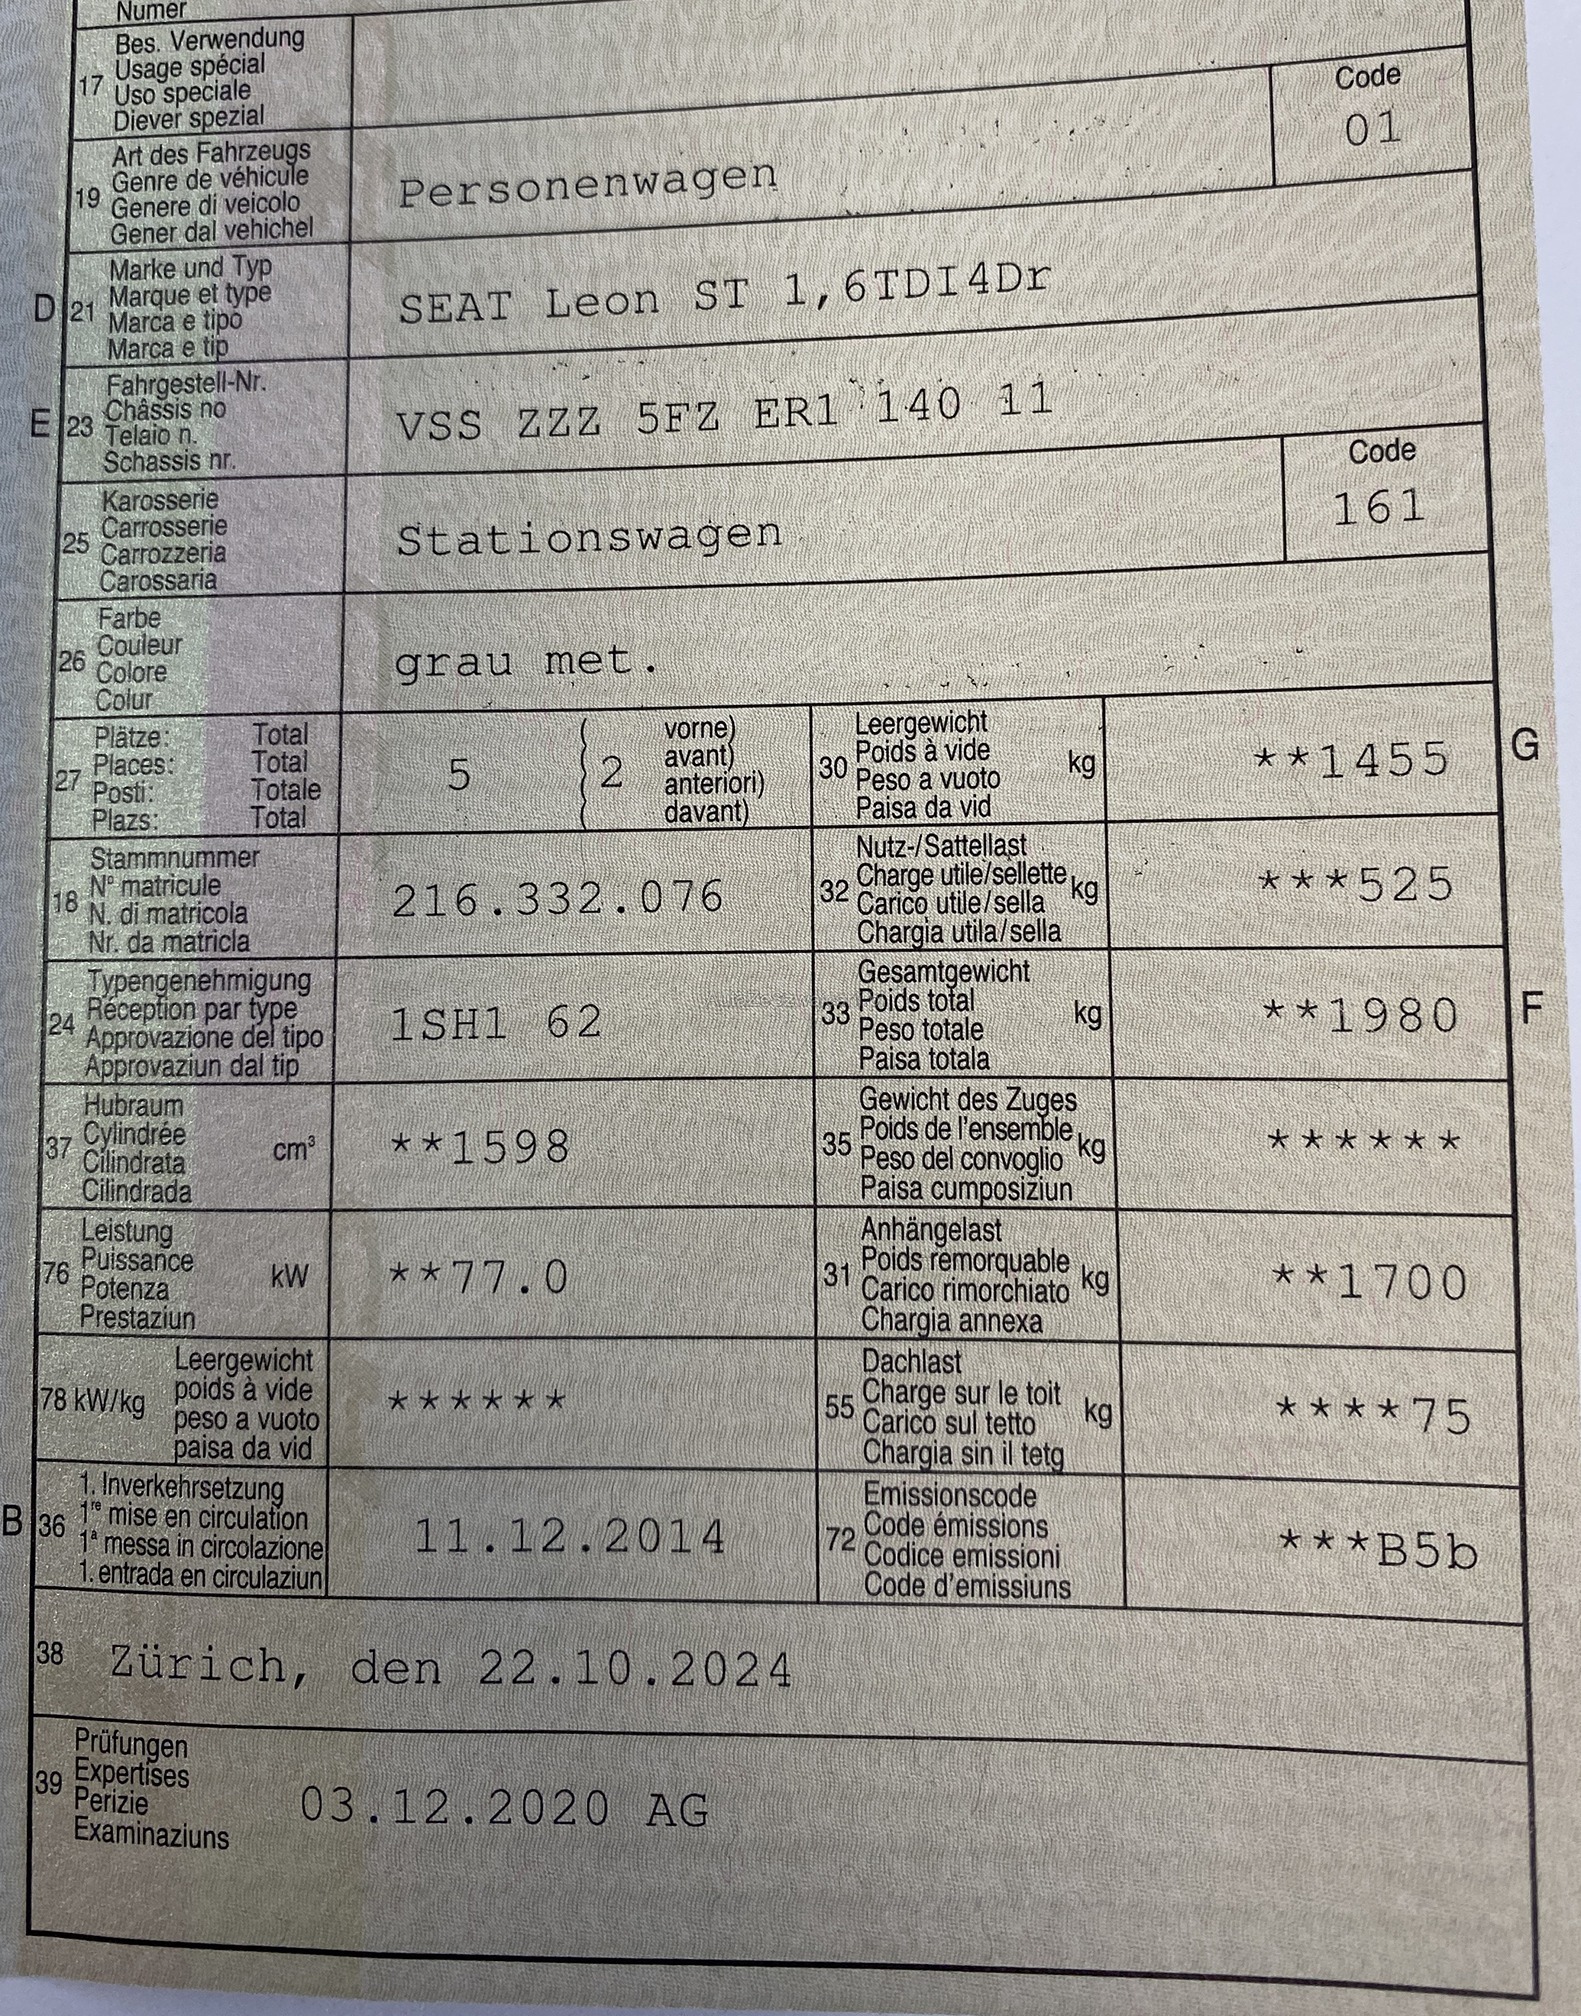 Numer
17 Bes. Verwendung
Usage spécial
Uso speciale
Diever spezial
Code
01
19 Art des Fahrzeugs
Genre de véhicule
Genere di veicolo
Gener dal vehichel
Personenwagen
D 21 Marke und Typ
Marque et type
Marca e tipo
Marca e tip
SEAT Leon ST 1,6TDI4Dr
E 23 Fahrgestell-Nr.
Châssis no
Telaio n.
Schassis nr.
VSS ZZZ 5FZ ER1 140 11
25 Karosserie
Carrosserie
Carrozzeria
Carossaria
Stationswagen
Code
161
26 Farbe
Couleur
Colore
Colur
grau met.
27 Plätze: Total
Places: Total
Posti: Totale
Plazs: Total
5 ( 2 vorne)
avant)
anteriori)
davant)
30 Leergewicht
Poids à vide
Peso a vuoto
Paisa da vid
kg
**1455
G
18 Stammnummer
N° matricule
N. di matricola
Nr. da matricla
216.332.076
32 Nutz-/Sattellast
Charge utile/sellette
Carico utile/sella
Chargia utila/sella
kg
***525
24 Typengenehmigung
Réception par type
Approvazione del tipo
Approvaziun dal tip
1SH1 62
33 Gesamtgewicht
Poids total
Peso totale
Paisa totala
kg
**1980
F
37 Hubraum
Cylindrée
Cilindrata
Cilindrada
cm³
**1598
35 Gewicht des Zuges
Poids de l'ensemble
Peso del convoglio
Paisa cumposiziun
kg
******
76 Leistung
Puissance
Potenza
Prestaziun
kW
**77.0
31 Anhängelast
Poids remorquable
Carico rimorchiato
Chargia annexa
kg
**1700
78 kW/kg Leergewicht
poids à vide
peso a vuoto
paisa da vid
******
55 Dachlast
Charge sur le toit
Carico sul tetto
Chargia sin il tetg
kg
****75
B 36 1. Inverkehrsetzung
1re mise en circulation
1a messa in circolazione
1. entrada en circulaziun
11.12.2014
72 Emissionscode
Code émissions
Codice emissioni
Code d'emissiuns
***B5b
38 Zürich, den 22.10.2024
39 Prüfungen
Expertises
Perizie
Examinaziuns
03.12.2020 AG